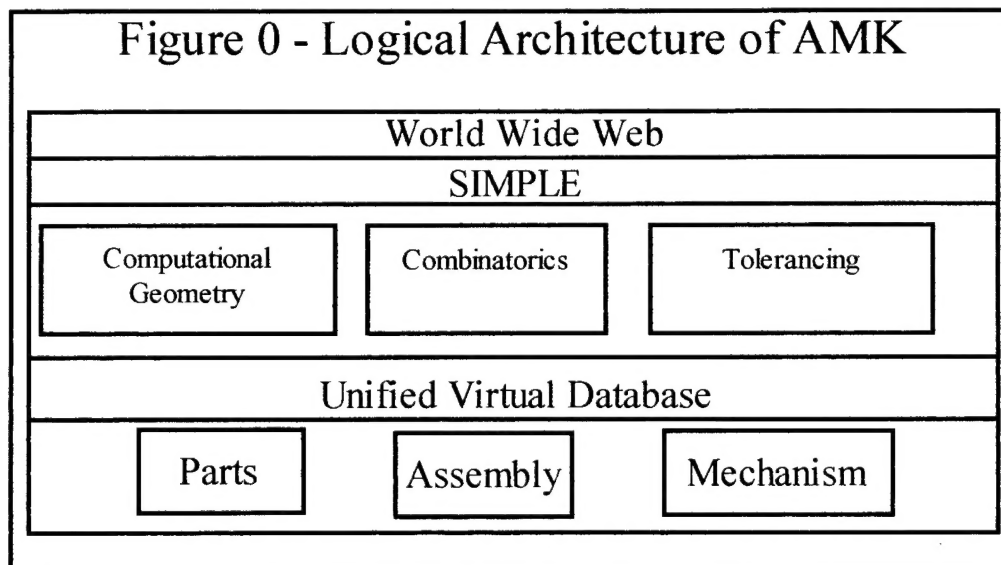 Figure 0 - Logical Architecture of AMK
World Wide Web
SIMPLE
Computational
Geometry
Combinatorics
Tolerancing
Unified Virtual Database
Parts
Assembly
Mechanism